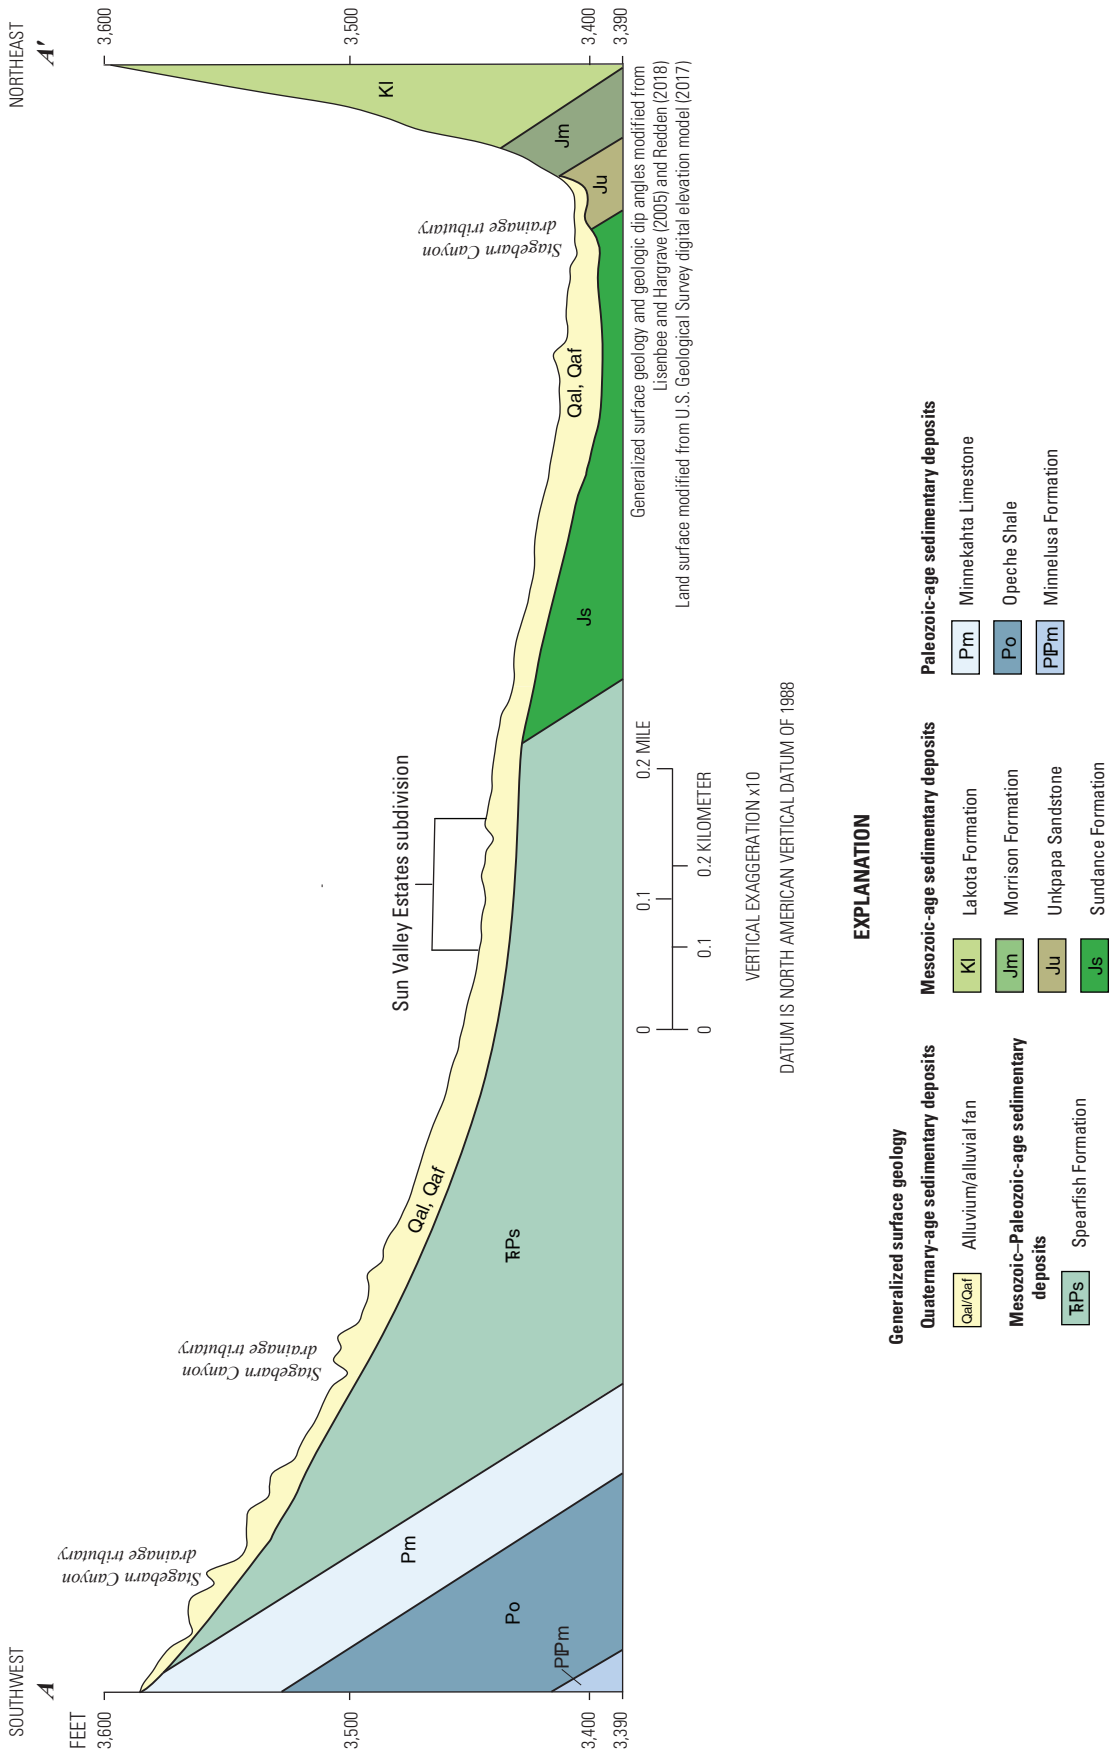 SOUTHWEST
NORTHEAST
A
A′
FEET
3,600
3,600
3,500
3,500
3,400
3,400
3,390
3,390
Stagebarn Canyon
drainage tributary
Stagebarn Canyon
drainage tributary
Sun Valley Estates subdivision
Stagebarn Canyon
drainage tributary
Qal, Qaf
Qal, Qaf
Kl
Jm
Ju
Js
TRPs
Pm
Po
PIPm
Generalized surface geology and geologic dip angles modified from
Lisenbee and Hargrave (2005) and Redden (2018)
Land surface modified from U.S. Geological Survey digital elevation model (2017)
0 0.1 0.2 MILE
0 0.1 0.2 KILOMETER
VERTICAL EXAGGERATION x10
DATUM IS NORTH AMERICAN VERTICAL DATUM OF 1988
EXPLANATION
Generalized surface geology
Quaternary-age sedimentary deposits
Qal/Qaf Alluvium/alluvial fan
Mesozoic–Paleozoic-age sedimentary
deposits
TRPs Spearfish Formation
Mesozoic-age sedimentary deposits
Kl Lakota Formation
Jm Morrison Formation
Ju Unkpapa Sandstone
Js Sundance Formation
Paleozoic-age sedimentary deposits
Pm Minnekahta Limestone
Po Opeche Shale
PIPm Minnelusa Formation